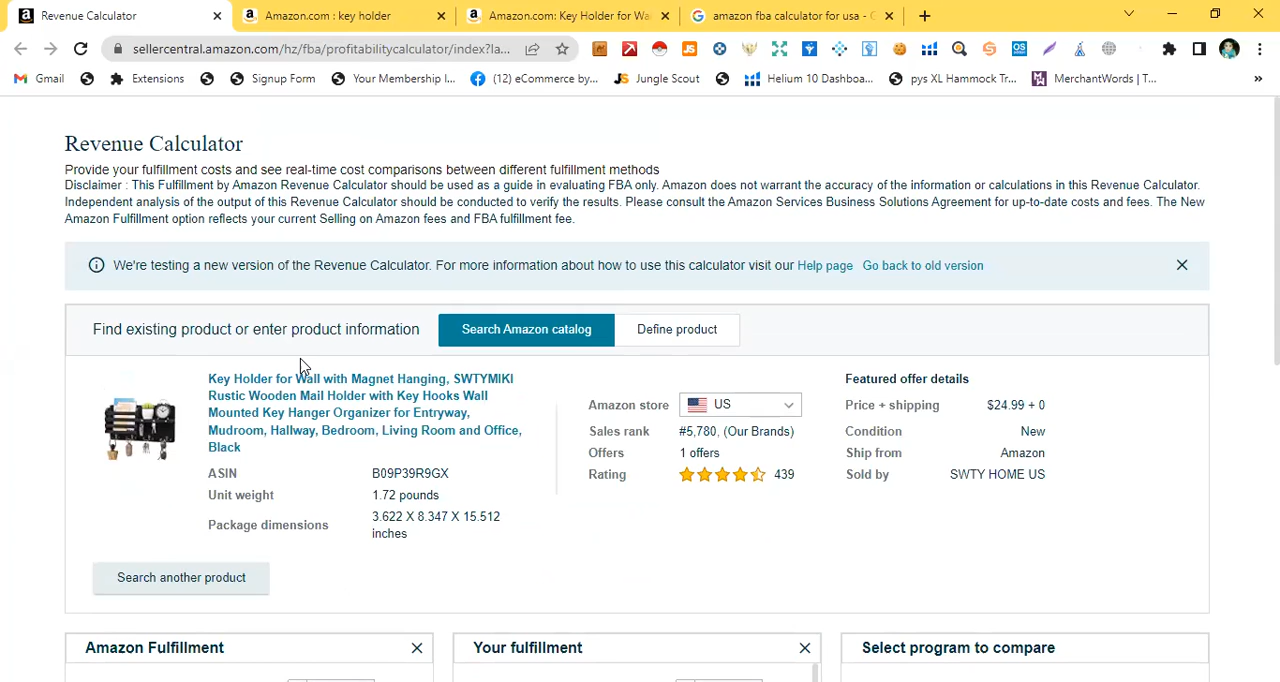 Revenue Calculator
Amazon.com : key holder
Amazon.com: Key Holder for Wa
amazon fba calculator for usa - G
sellercentral.amazon.com/hz/fba/profitabilitycalculator/index?la...
Gmail
Extensions
Signup Form
Your Membership I...
(12) eCommerce by...
Jungle Scout
Helium 10 Dashboa...
pys XL Hammock Tr...
MerchantWords | T...
»
Revenue Calculator
Provide your fulfillment costs and see real-time cost comparisons between different fulfillment methods
Disclaimer : This Fulfillment by Amazon Revenue Calculator should be used as a guide in evaluating FBA only. Amazon does not warrant the accuracy of the information or calculations in this Revenue Calculator.
Independent analysis of the output of this Revenue Calculator should be conducted to verify the results. Please consult the Amazon Services Business Solutions Agreement for up-to-date costs and fees. The New
Amazon Fulfillment option reflects your current Selling on Amazon fees and FBA fulfillment fee.
We're testing a new version of the Revenue Calculator. For more information about how to use this calculator visit our Help page Go back to old version
Find existing product or enter product information
Search Amazon catalog
Define product
Key Holder for Wall with Magnet Hanging, SWTYMIKI
Rustic Wooden Mail Holder with Key Hooks Wall
Mounted Key Hanger Organizer for Entryway,
Mudroom, Hallway, Bedroom, Living Room and Office,
Black
ASIN B09P39R9GX
Unit weight 1.72 pounds
Package dimensions 3.622 X 8.347 X 15.512
inches
Amazon store US
Sales rank #5,780, (Our Brands)
Offers 1 offers
Rating 439
Featured offer details
Price + shipping $24.99 + 0
Condition New
Ship from Amazon
Sold by SWTY HOME US
Search another product
Amazon Fulfillment
Your fulfillment
Select program to compare